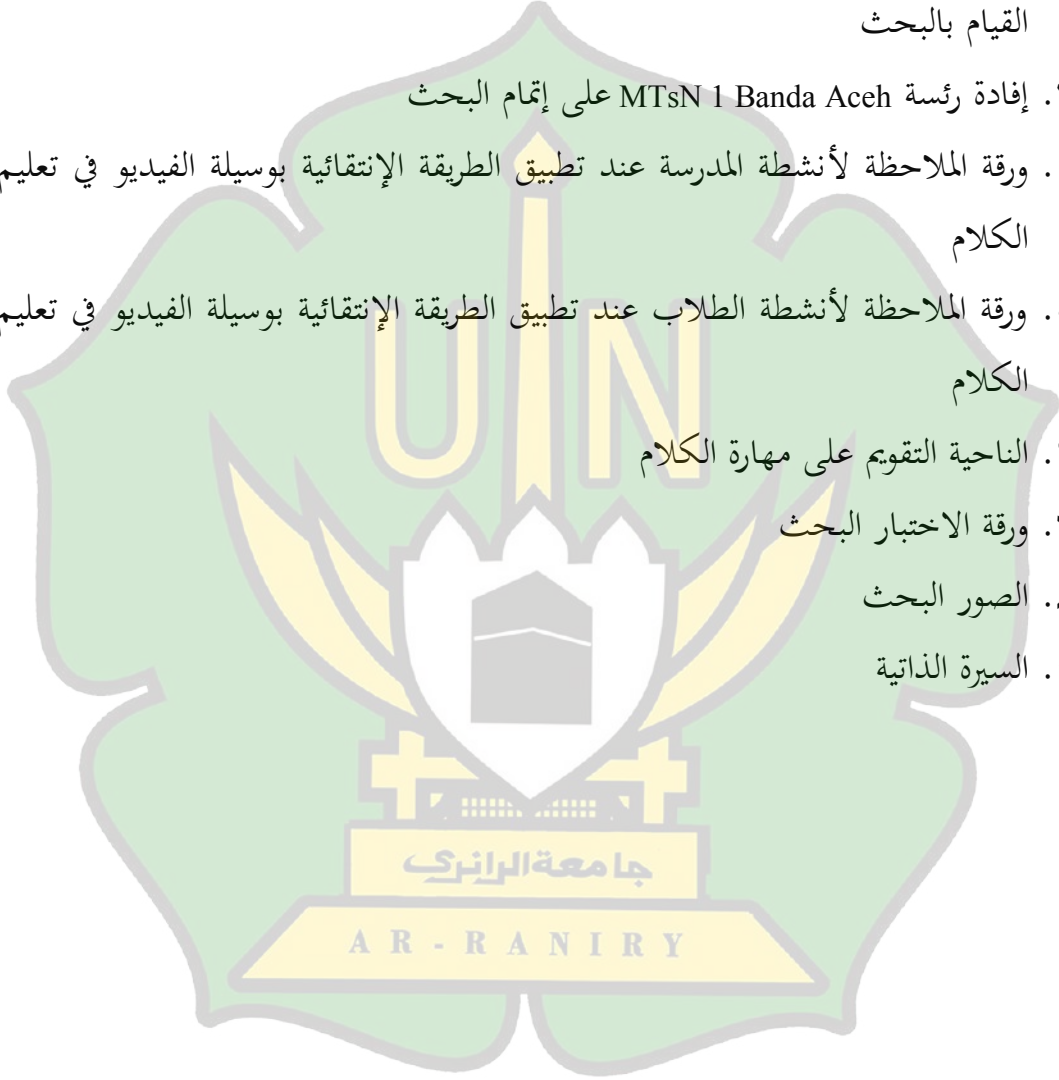 القيام بالبحث
. إفادة رئسة MTsN 1 Banda Aceh على إتمام البحث
. ورقة الملاحظة لأنشطة المدرسة عند تطبيق الطريقة الإنتقائية بوسيلة الفيديو في تعليم
الكلام
. ورقة الملاحظة لأنشطة الطلاب عند تطبيق الطريقة الإنتقائية بوسيلة الفيديو في تعليم
الكلام
. الناحية التقويم على مهارة الكلام
. ورقة الاختبار البحث
. الصور البحث
. السيرة الذاتية
UIN
جامعة الرانري
AR-RANIRY